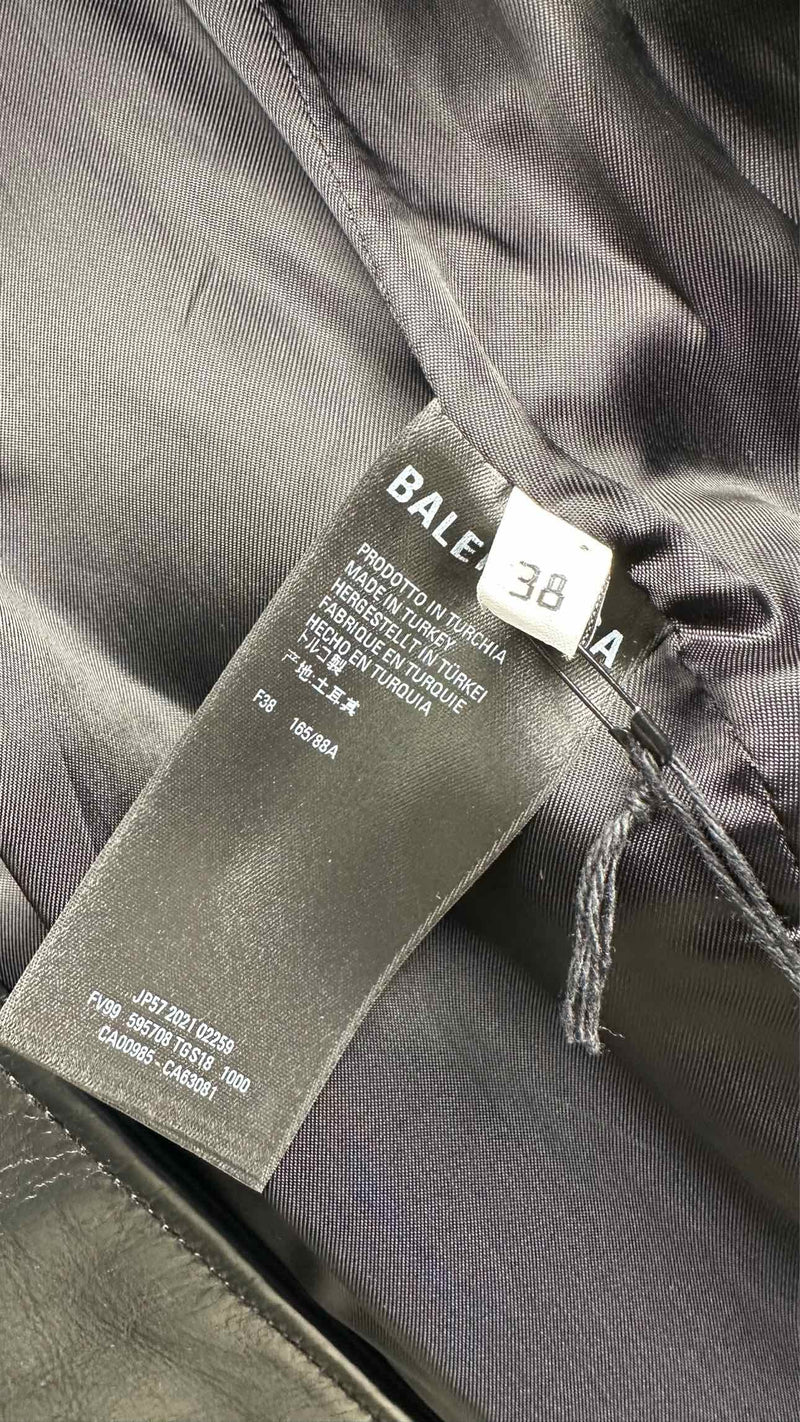 BALE
A
38
PRODOTTO IN TURCHIA
MADE IN TURKEY
HERGESTELLT IN TÜRKEI
FABRIQUE EN TURQUIE
HECHO EN TURQUIA
トルコ製
产地:土耳其
F38 165/88A
JP57 2021 02259
FV99 595708 TGS18 1000
CA00985 - CA63081